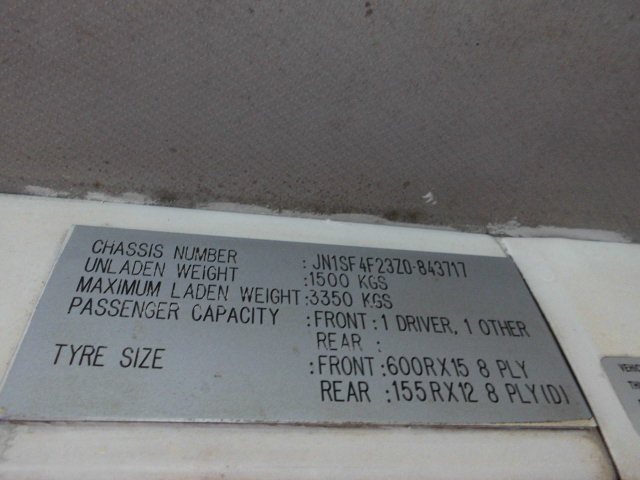 CHASSIS NUMBER : JN1SF4F23Z0-843717
UNLADEN WEIGHT : 1500 KGS
MAXIMUM LADEN WEIGHT : 3350 KGS
PASSENGER CAPACITY : FRONT : 1 DRIVER, 1 OTHER
REAR :
TYRE SIZE : FRONT : 600RX15 8 PLY
REAR : 155RX12 8 PLY (D)